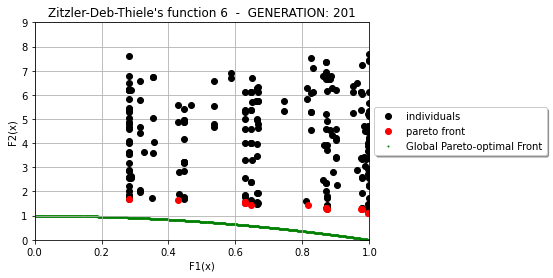 Zitzler-Deb-Thiele's function 6 - GENERATION: 201
9
8
7
6
5
4
3
2
1
0
F2(x)
0.0 0.2 0.4 0.6 0.8 1.0
F1(x)
individuals
pareto front
Global Pareto-optimal Front